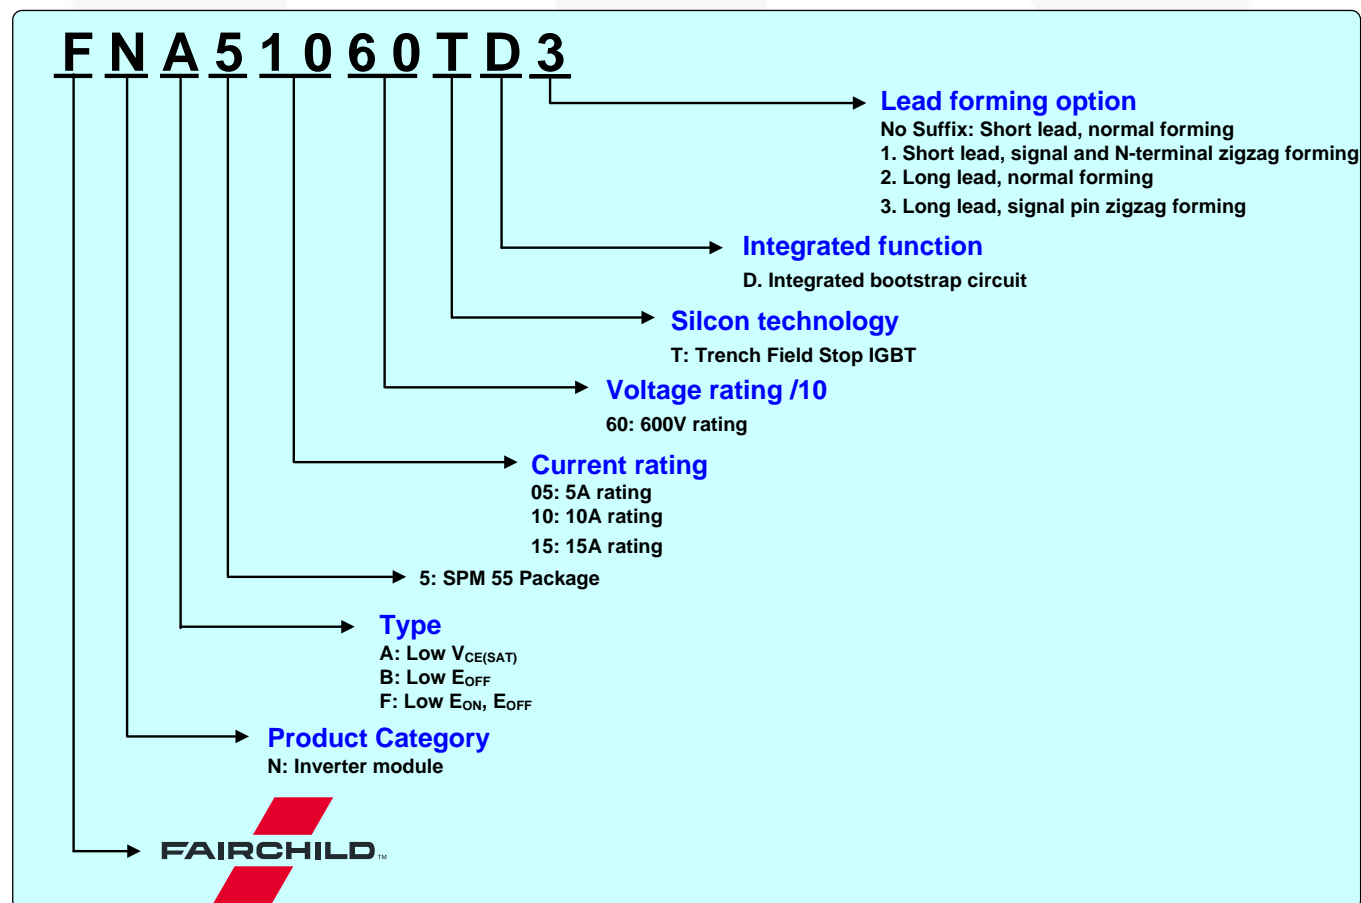 F N A 5 1 0 6 0 T D 3
Lead forming option
No Suffix: Short lead, normal forming
1. Short lead, signal and N-terminal zigzag forming
2. Long lead, normal forming
3. Long lead, signal pin zigzag forming
Integrated function
D. Integrated bootstrap circuit
Silcon technology
T: Trench Field Stop IGBT
Voltage rating /10
60: 600V rating
Current rating
05: 5A rating
10: 10A rating
15: 15A rating
5: SPM 55 Package
Type
A: Low VCE(SAT)
B: Low EOFF
F: Low EON, EOFF
Product Category
N: Inverter module
FAIRCHILD™